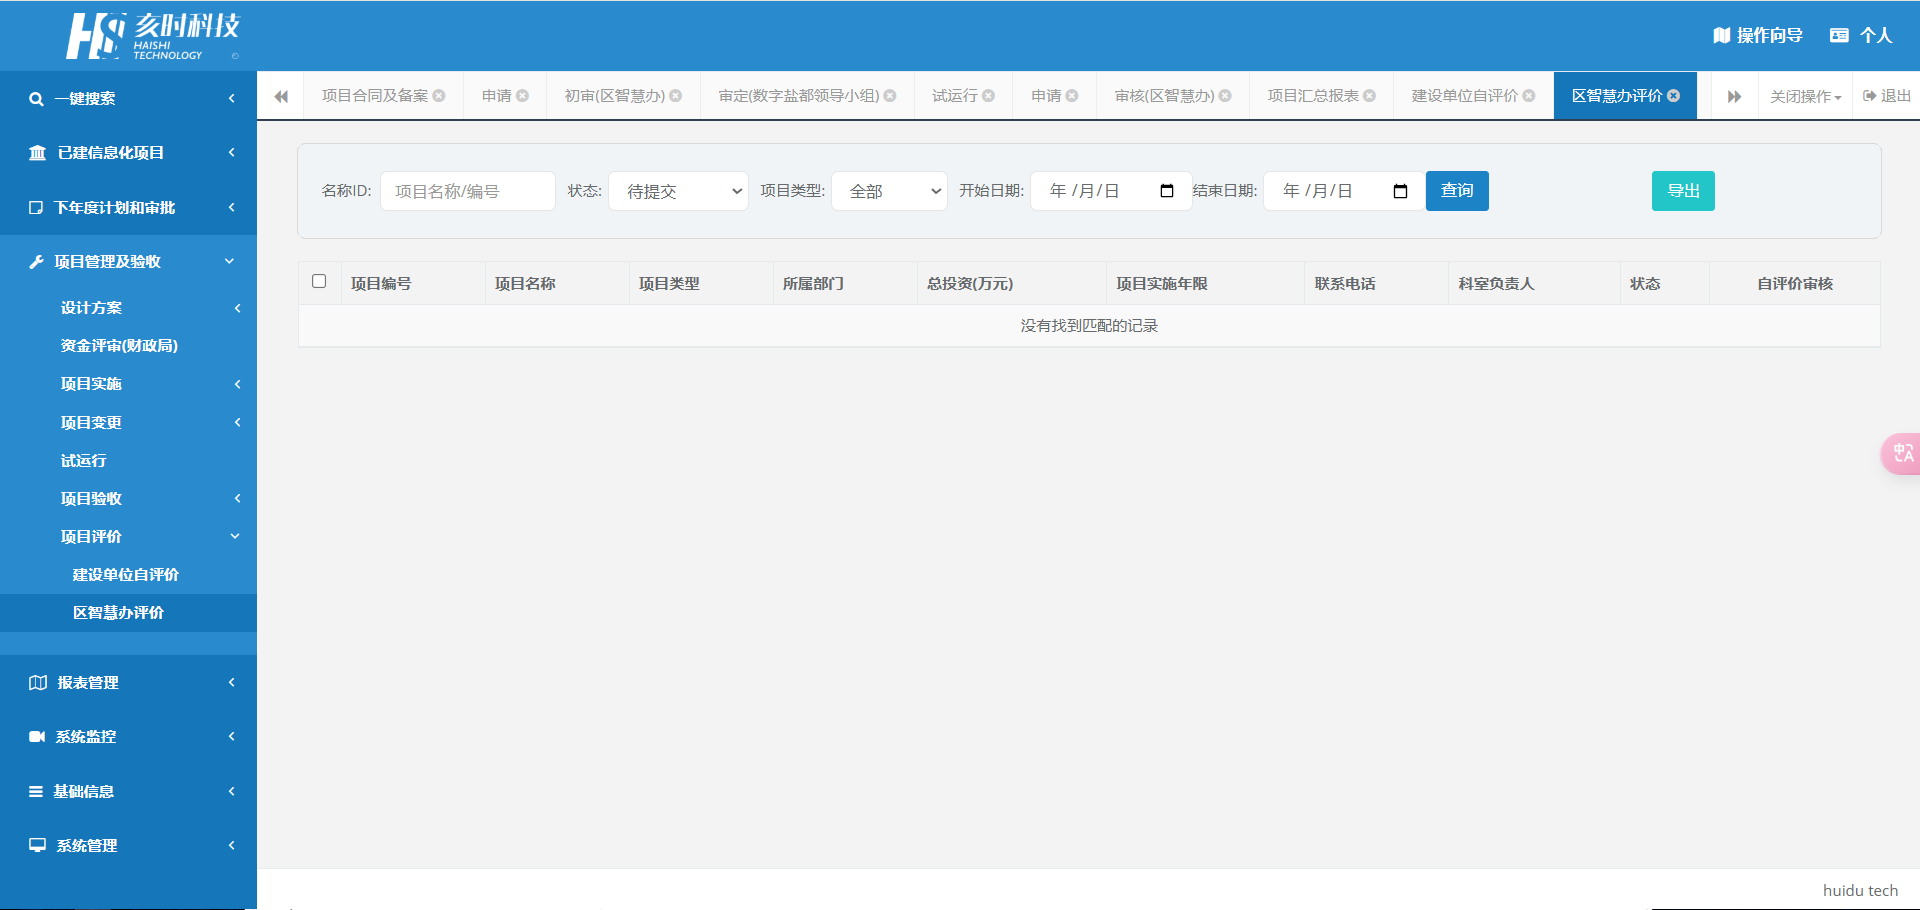 HS 亥时科技
HAISHI
TECHNOLOGY
操作向导 个人
一键搜索
已建信息化项目
下年度计划和审批
项目管理及验收
设计方案
资金评审(财政局)
项目实施
项目变更
试运行
项目验收
项目评价
建设单位自评价
区智慧办评价
报表管理
系统监控
基础信息
系统管理
项目合同及备案 申请 初审(区智慧办) 审定(数字盐都领导小组) 试运行 申请 审核(区智慧办) 项目汇总报表 建设单位自评价 区智慧办评价 关闭操作 退出
名称ID: 项目名称/编号 状态: 待提交 项目类型: 全部 开始日期: 年/月/日 结束日期: 年/月/日 查询 导出
项目编号 项目名称 项目类型 所属部门 总投资(万元) 项目实施年限 联系电话 科室负责人 状态 自评价审核
没有找到匹配的记录
中A
huidu tech